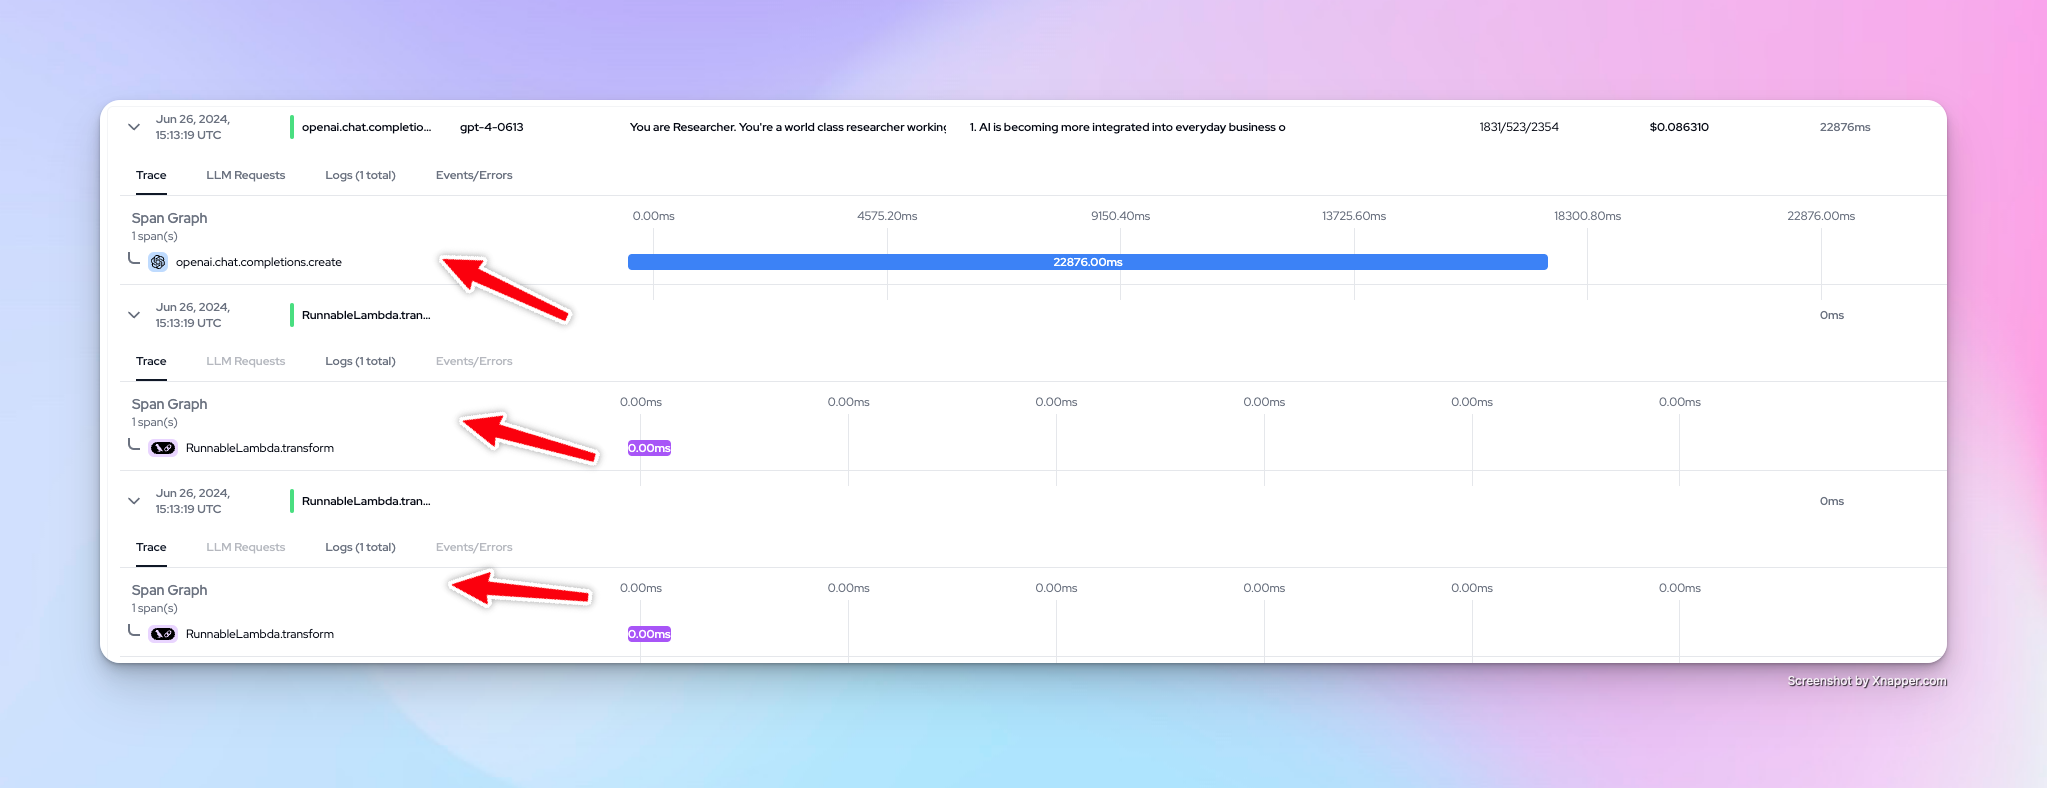 Jun 26, 2024,
15:13:19 UTC
openai.chat.completio...
gpt-4-0613
You are Researcher. You're a world class researcher working
1. AI is becoming more integrated into everyday business o
1831/523/2354
$0.086310
22876ms
Trace
LLM Requests
Logs (1 total)
Events/Errors
Span Graph
1 span(s)
0.00ms
4575.20ms
9150.40ms
13725.60ms
18300.80ms
22876.00ms
openai.chat.completions.create
22876.00ms
Jun 26, 2024,
15:13:19 UTC
RunnableLambda.tran...
0ms
Trace
LLM Requests
Logs (1 total)
Events/Errors
Span Graph
1 span(s)
0.00ms
0.00ms
0.00ms
0.00ms
0.00ms
0.00ms
RunnableLambda.transform
0.00ms
Jun 26, 2024,
15:13:19 UTC
RunnableLambda.tran...
0ms
Trace
LLM Requests
Logs (1 total)
Events/Errors
Span Graph
1 span(s)
0.00ms
0.00ms
0.00ms
0.00ms
0.00ms
0.00ms
RunnableLambda.transform
0.00ms
Screenshot by Xnapper.com